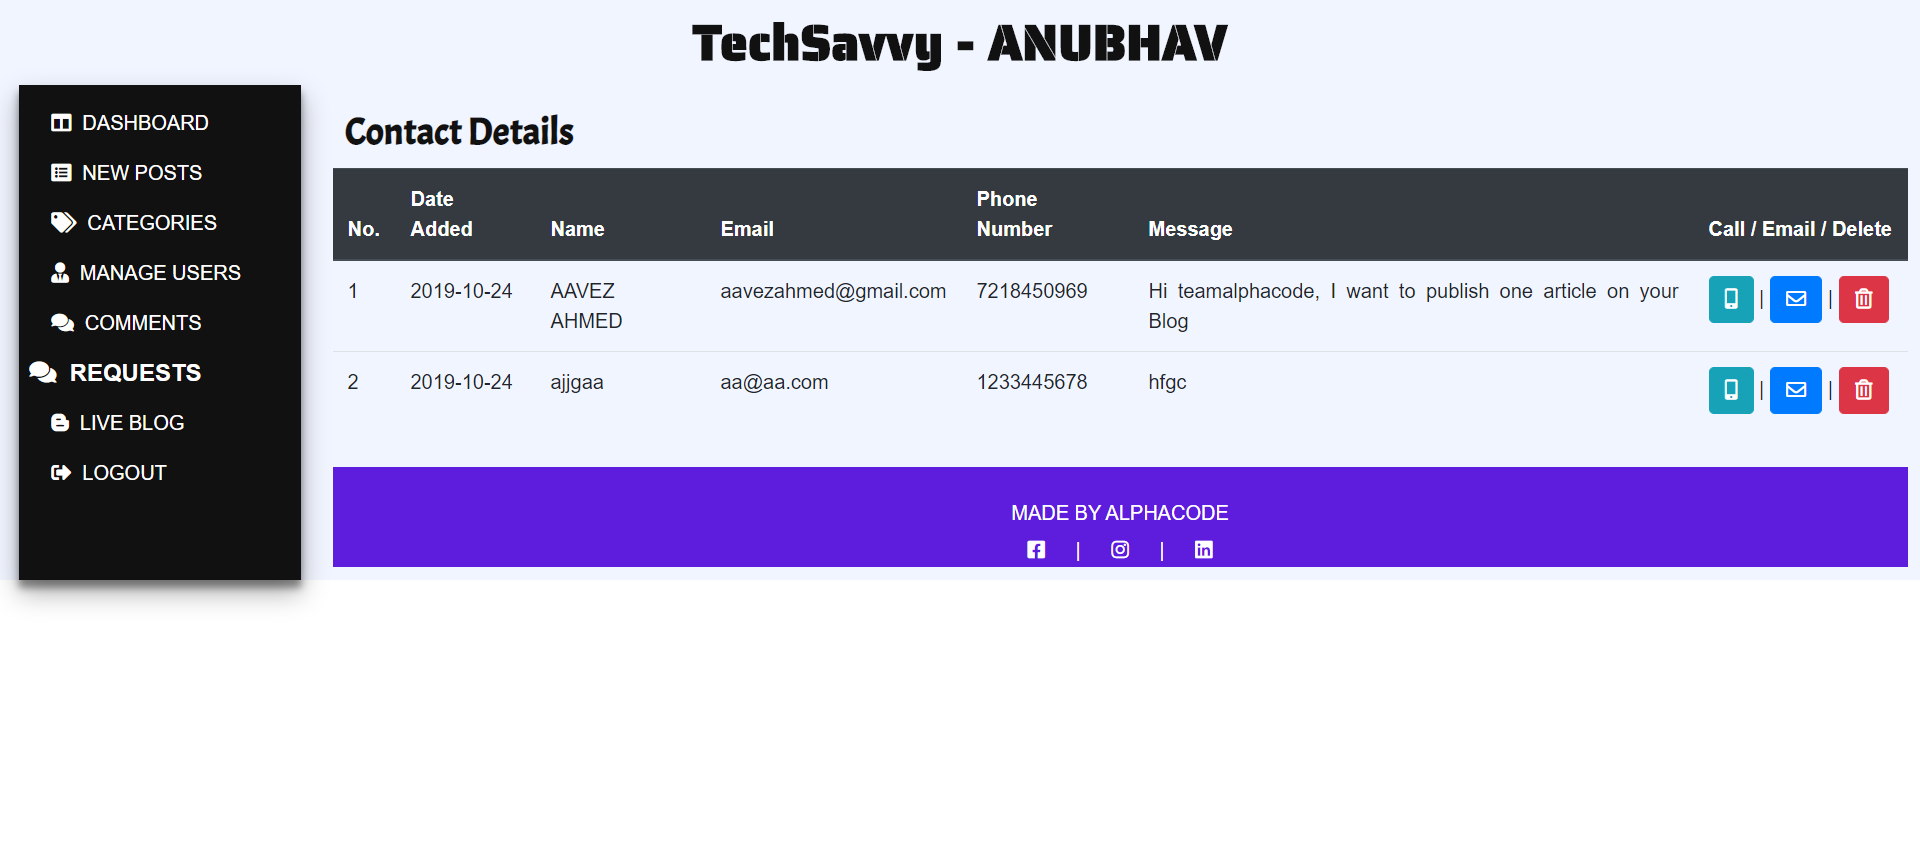 TechSavvy - ANUBHAV
DASHBOARD
NEW POSTS
CATEGORIES
MANAGE USERS
COMMENTS
REQUESTS
LIVE BLOG
LOGOUT
Contact Details
No. Date Added Name Email Phone Number Message Call / Email / Delete
1 2019-10-24 AAVEZ AHMED aavezahmed@gmail.com 7218450969 Hi teamalphacode, I want to publish one article on your Blog | |
2 2019-10-24 ajjgaa aa@aa.com 1233445678 hfgc | |
MADE BY ALPHACODE
| |